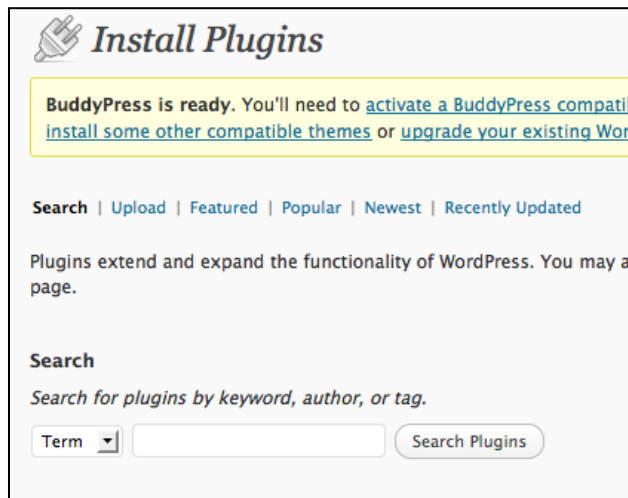 Install Plugins
BuddyPress is ready. You'll need to activate a BuddyPress
install some other compatible themes or upgrade your existing
Search | Upload | Featured | Popular | Newest | Recently Updated
Plugins extend and expand the functionality of WordPress. You may
page.
Search
Search for plugins by keyword, author, or tag.
Term Search Plugins